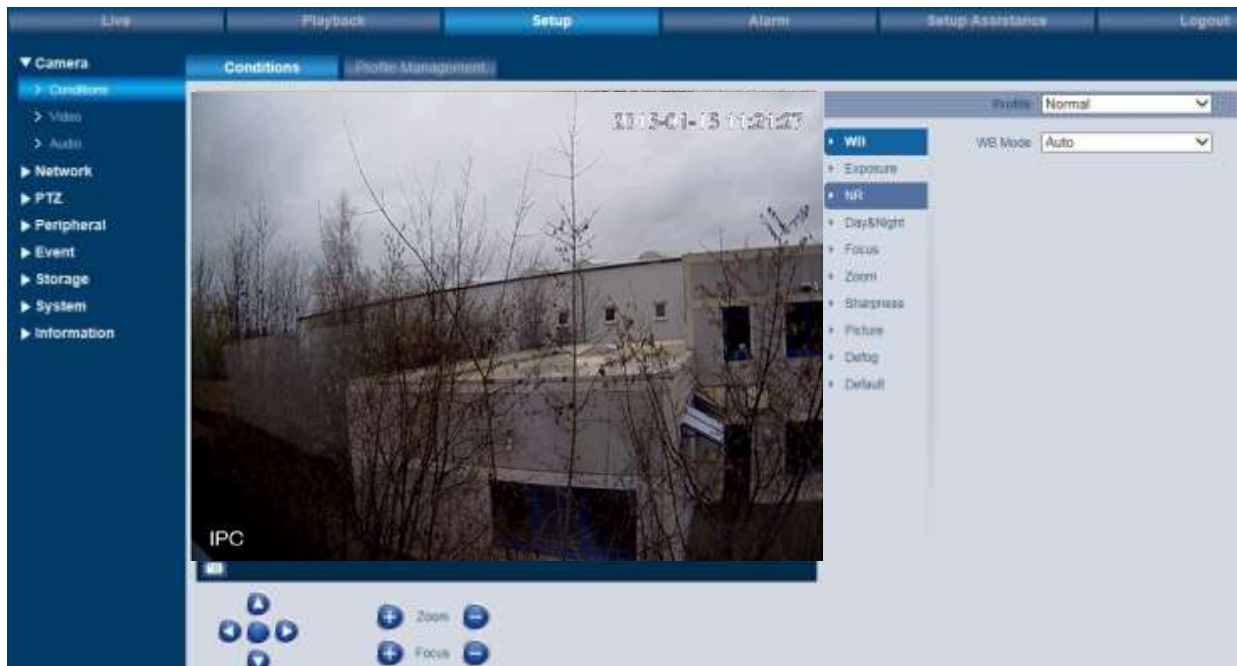 Live Playback Setup Alarm Setup Assistance Logout
Camera
Conditions
Video
Audio
Network
PTZ
Peripheral
Event
Storage
System
Information
Conditions Profile Management
IPC
Profile Normal
WB Mode Auto
WB
Exposure
NR
Day&Night
Focus
Zoom
Sharpness
Picture
Defog
Default
Zoom
Focus